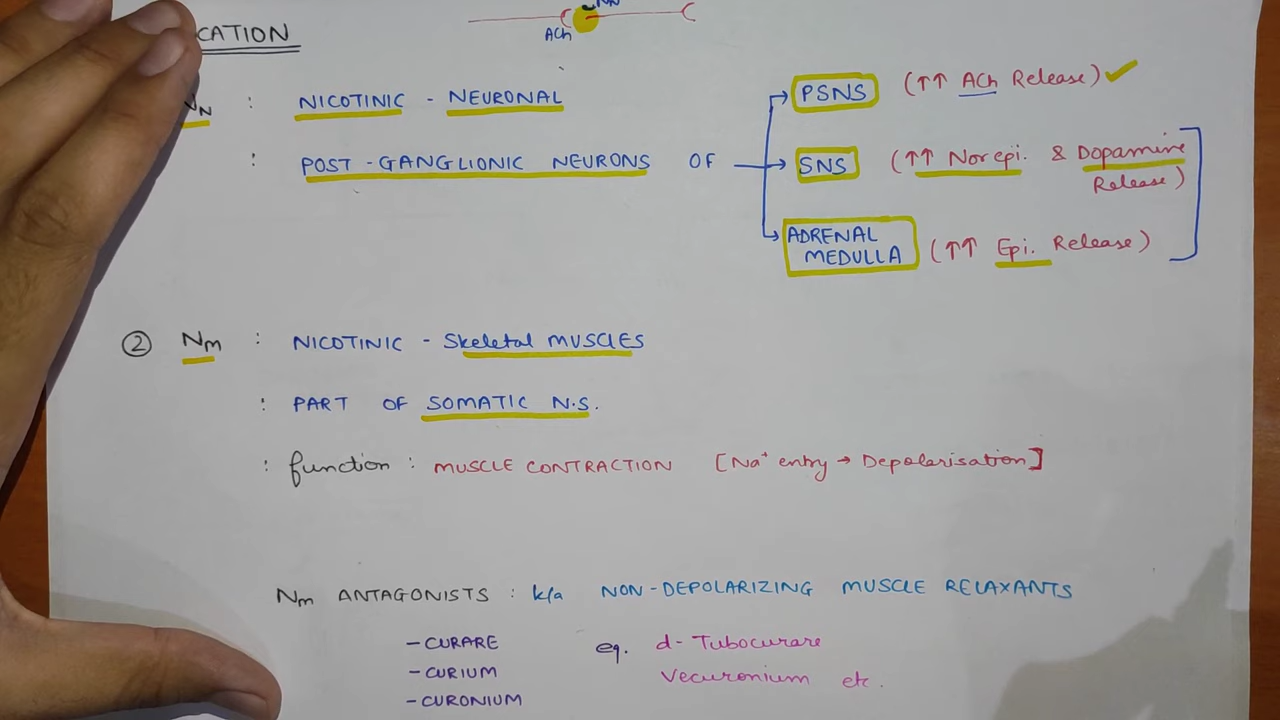 CATION
ACh
NN
NN : NICOTINIC - NEURONAL
: POST-GANGLIONIC NEURONS OF
PSNS (↑↑ ACh Release) ✓
SNS (↑↑ Norepi. & Dopamine Release)
ADRENAL MEDULLA (↑↑ Epi. Release)
② Nm : NICOTINIC - Skeletal MUSCLES
: PART OF SOMATIC N.S.
: function : MUSCLE CONTRACTION [Na⁺ entry → Depolarisation]
Nm ANTAGONISTS : k/a NON-DEPOLARIZING MUSCLE RELAXANTS
- CURARE eg. d-Tubocurare
- CURIUM Vecuronium etc.
- CURONIUM